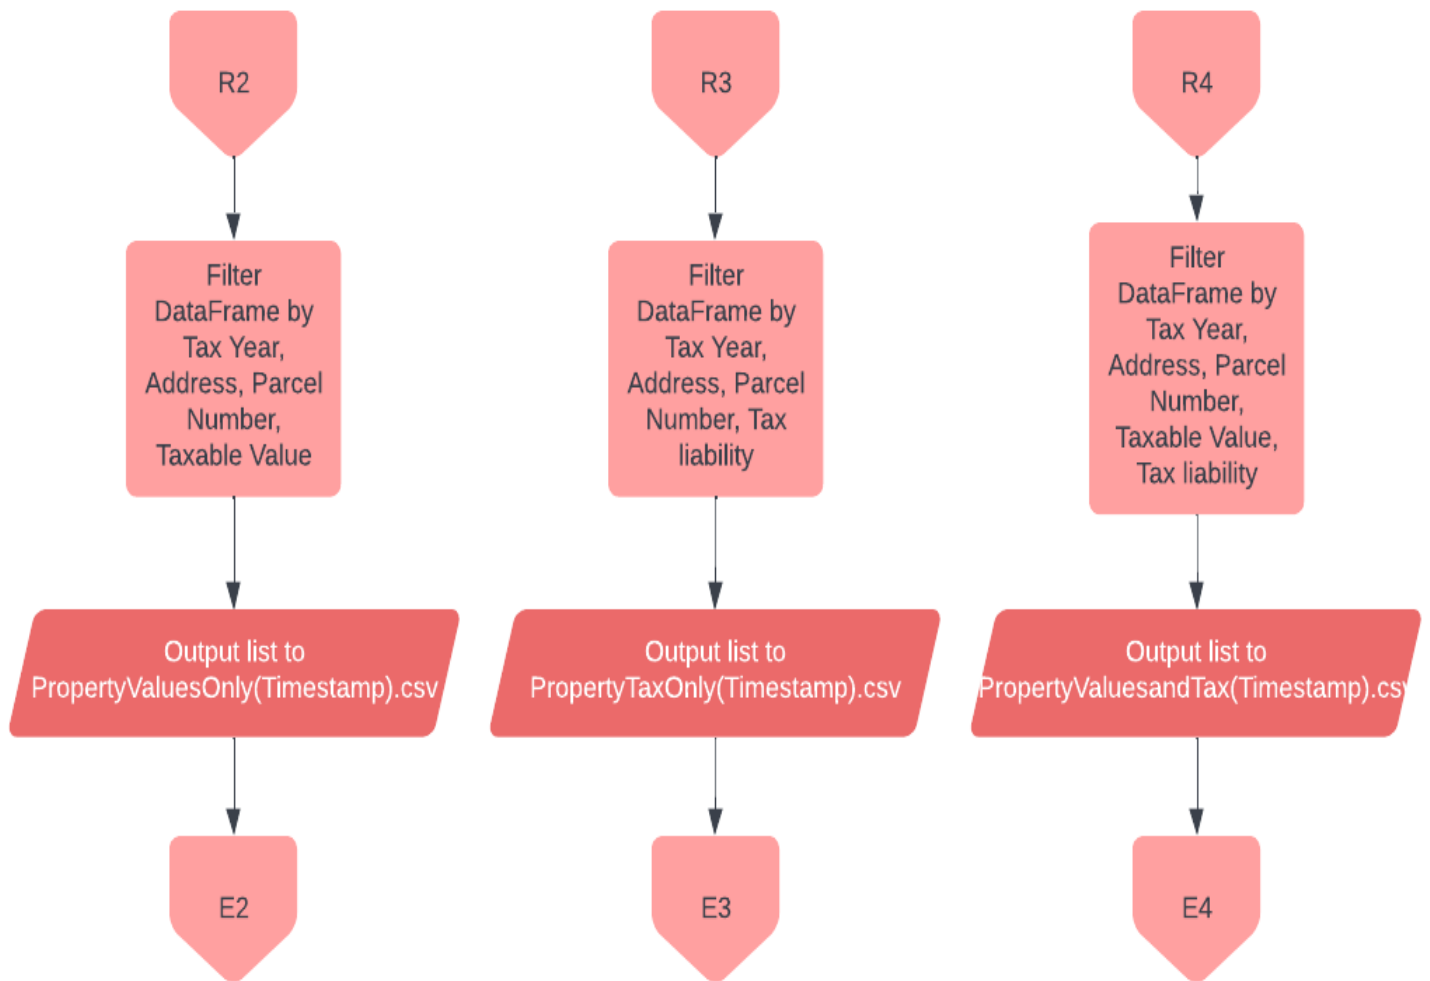 R2
Filter
DataFrame by
Tax Year,
Address, Parcel
Number,
Taxable Value
Output list to
PropertyValuesOnly(Timestamp).csv
E2
R3
Filter
DataFrame by
Tax Year,
Address, Parcel
Number, Tax
liability
Output list to
PropertyTaxOnly(Timestamp).csv
E3
R4
Filter
DataFrame by
Tax Year,
Address, Parcel
Number,
Taxable Value,
Tax liability
Output list to
PropertyValuesandTax(Timestamp).csv
E4